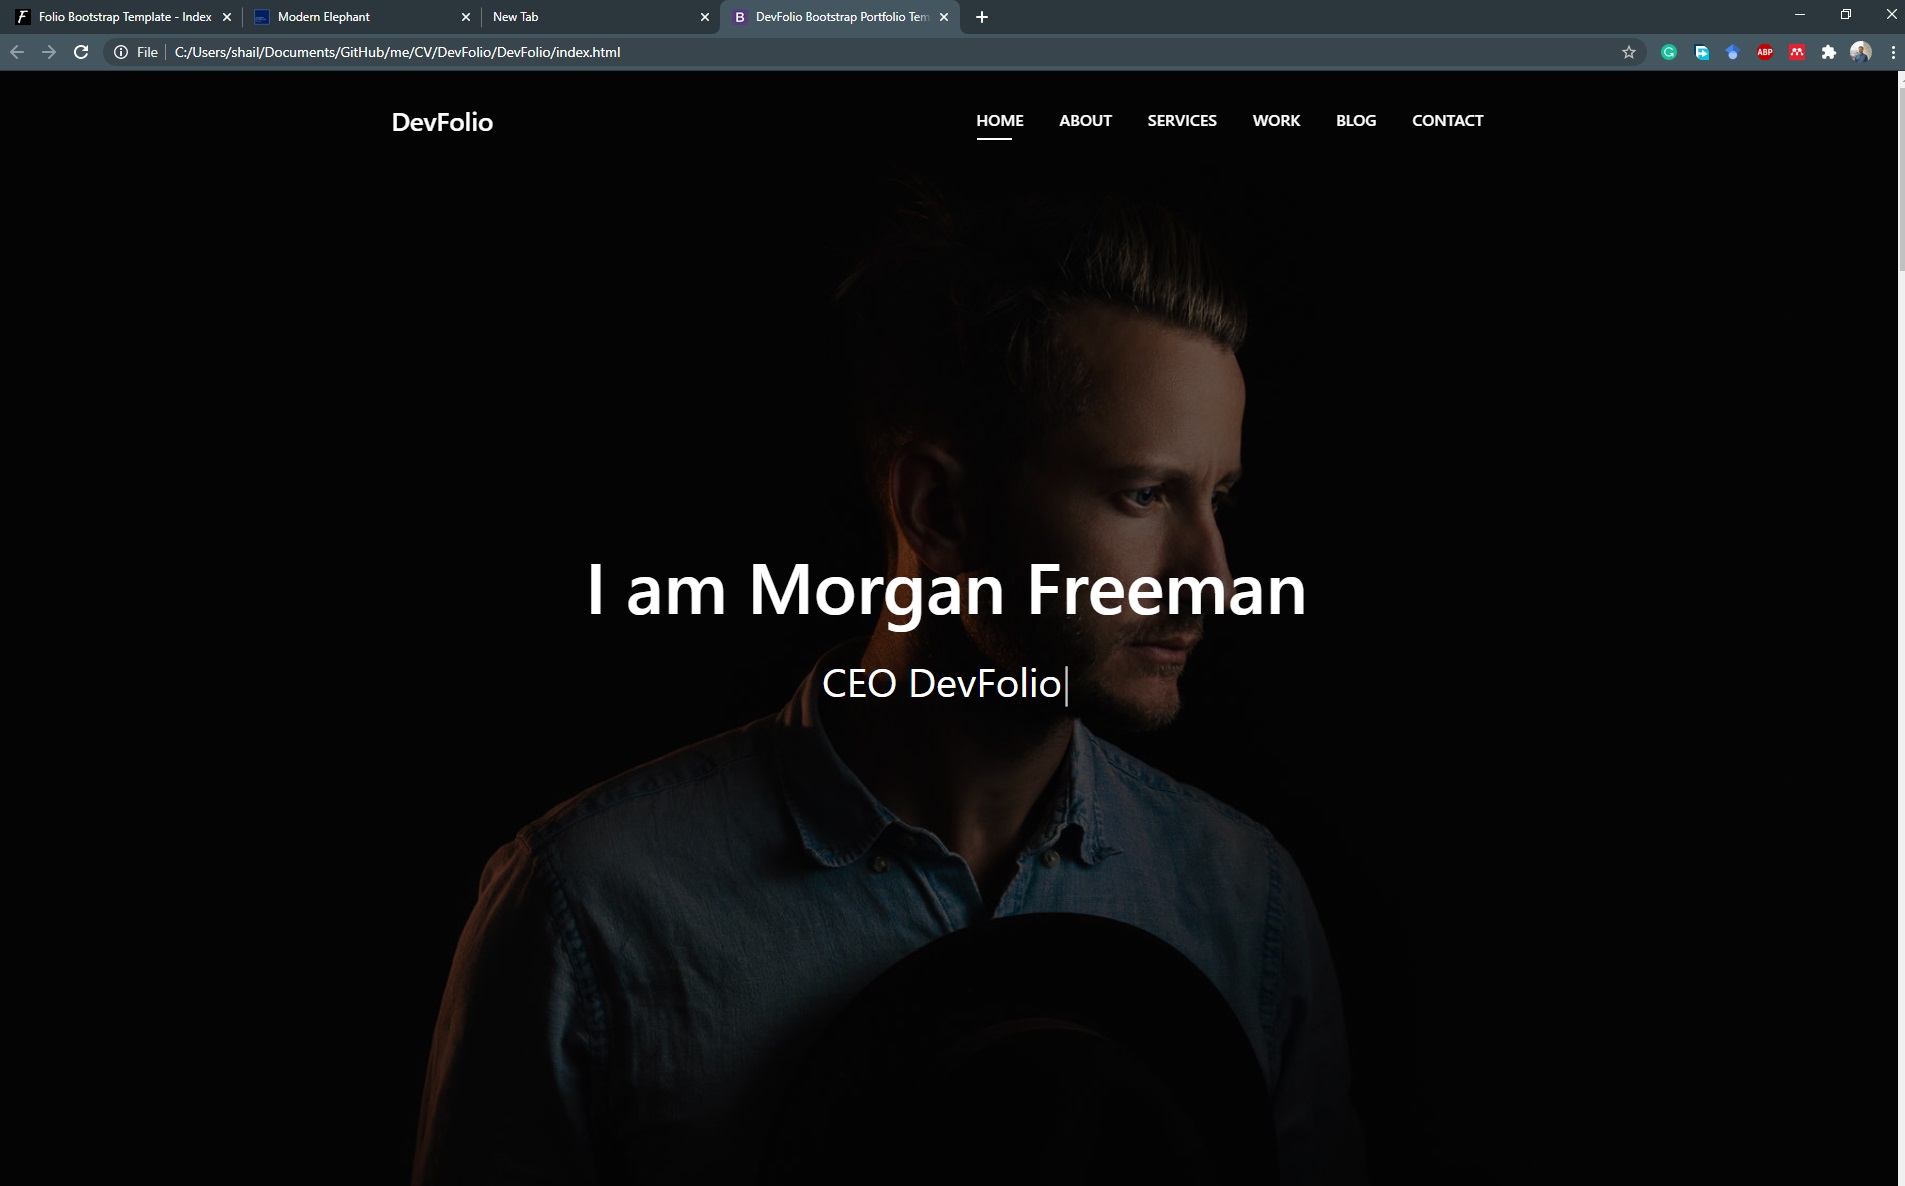 Folio Bootstrap Template - Index
Modern Elephant
New Tab
B DevFolio Bootstrap Portfolio Tem
File C:/Users/shail/Documents/GitHub/me/CV/DevFolio/DevFolio/index.html
ABP
DevFolio
HOME ABOUT SERVICES WORK BLOG CONTACT
I am Morgan Freeman
CEO DevFolio